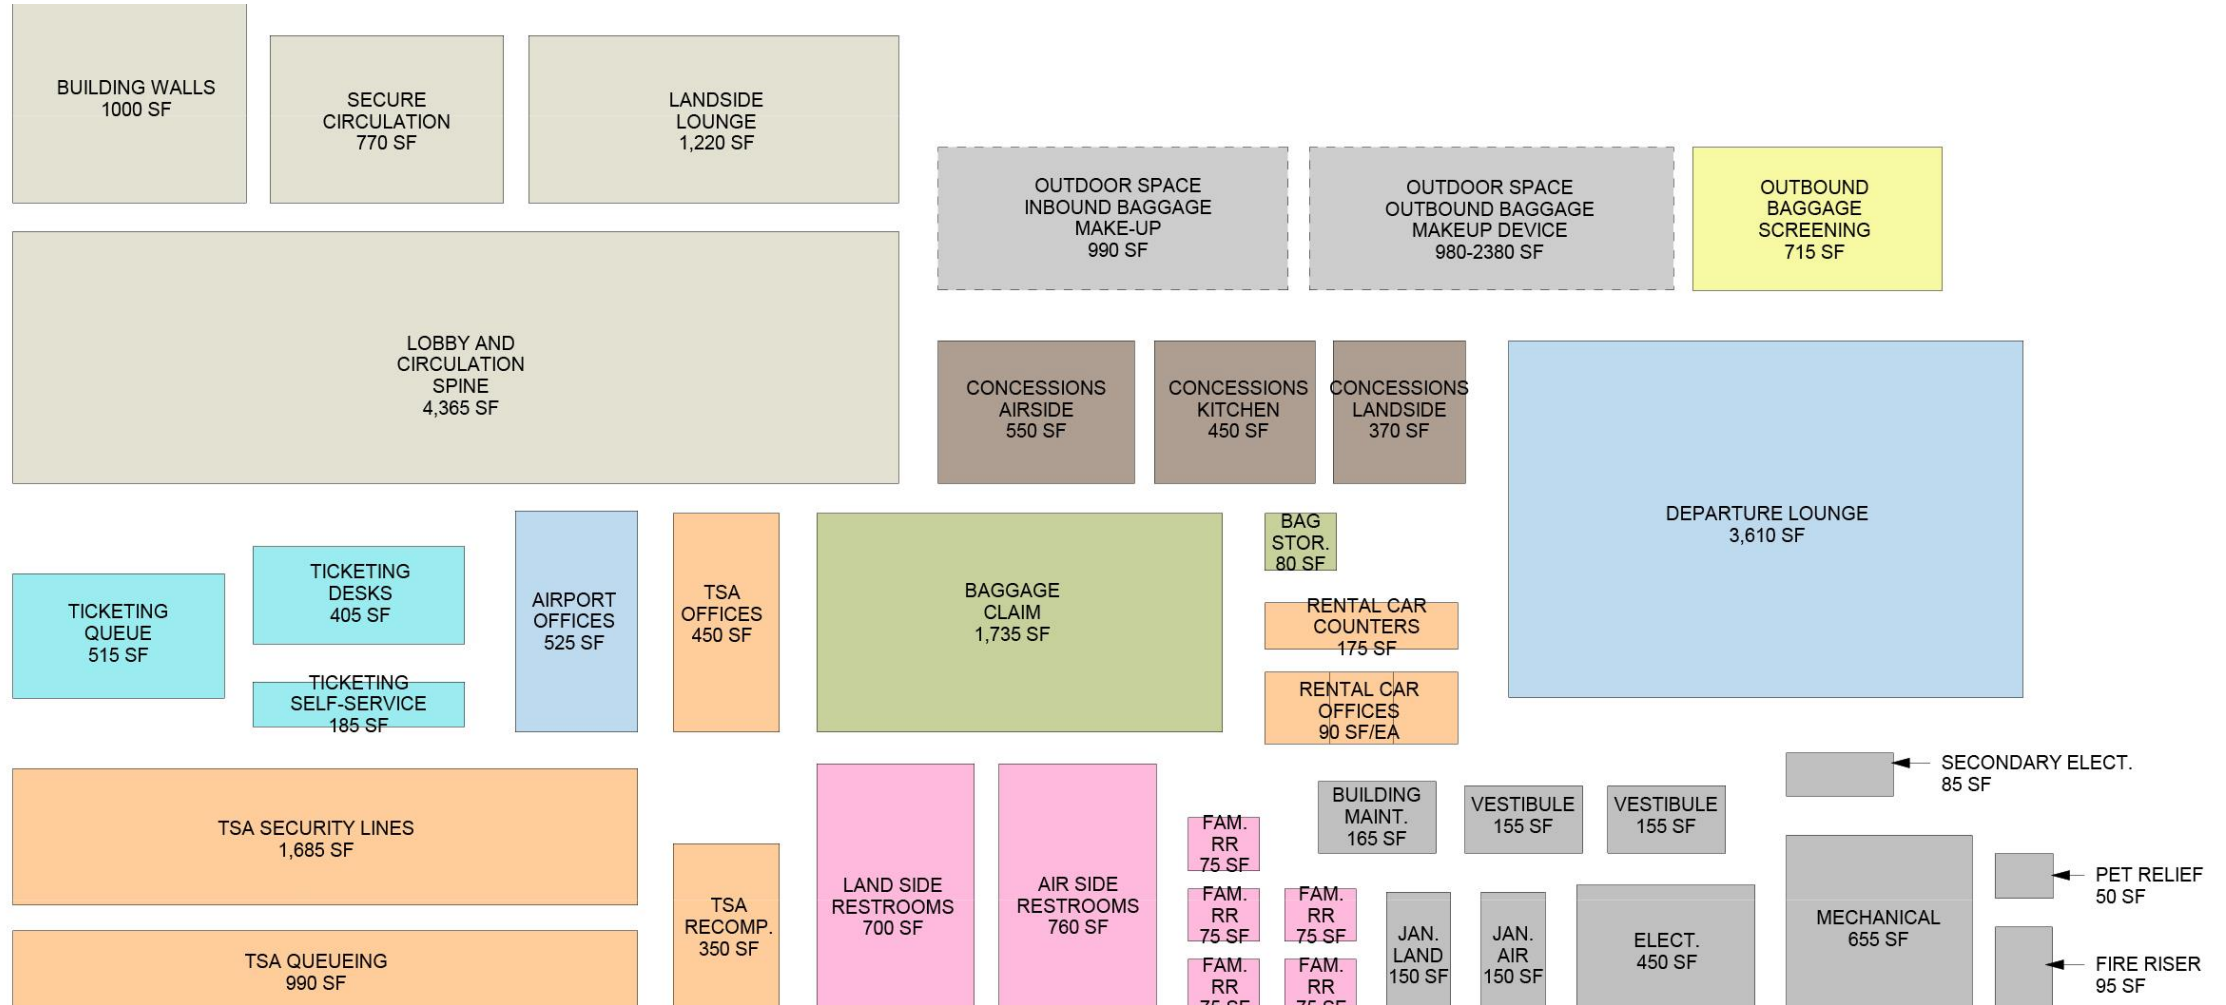 BUILDING WALLS
1000 SF
SECURE
CIRCULATION
770 SF
LANDSIDE
LOUNGE
1,220 SF
OUTDOOR SPACE
INBOUND BAGGAGE
MAKE-UP
990 SF
OUTDOOR SPACE
OUTBOUND BAGGAGE
MAKEUP DEVICE
980-2380 SF
OUTBOUND
BAGGAGE
SCREENING
715 SF
LOBBY AND
CIRCULATION
SPINE
4,365 SF
CONCESSIONS
AIRSIDE
550 SF
CONCESSIONS
KITCHEN
450 SF
CONCESSIONS
LANDSIDE
370 SF
DEPARTURE LOUNGE
3,610 SF
TICKETING
QUEUE
515 SF
TICKETING
DESKS
405 SF
TICKETING
SELF-SERVICE
185 SF
AIRPORT
OFFICES
525 SF
TSA
OFFICES
450 SF
BAGGAGE
CLAIM
1,735 SF
BAG
STOR.
80 SF
RENTAL CAR
COUNTERS
175 SF
RENTAL CAR
OFFICES
90 SF/EA
TSA SECURITY LINES
1,685 SF
TSA QUEUEING
990 SF
TSA
RECOMP.
350 SF
LAND SIDE
RESTROOMS
700 SF
AIR SIDE
RESTROOMS
760 SF
FAM.
RR
75 SF
FAM.
RR
75 SF
FAM.
RR
75 SF
FAM.
RR
75 SF
FAM.
RR
75 SF
BUILDING
MAINT.
165 SF
VESTIBULE
155 SF
VESTIBULE
155 SF
JAN.
LAND
150 SF
JAN.
AIR
150 SF
ELECT.
450 SF
SECONDARY ELECT.
85 SF
MECHANICAL
655 SF
PET RELIEF
50 SF
FIRE RISER
95 SF